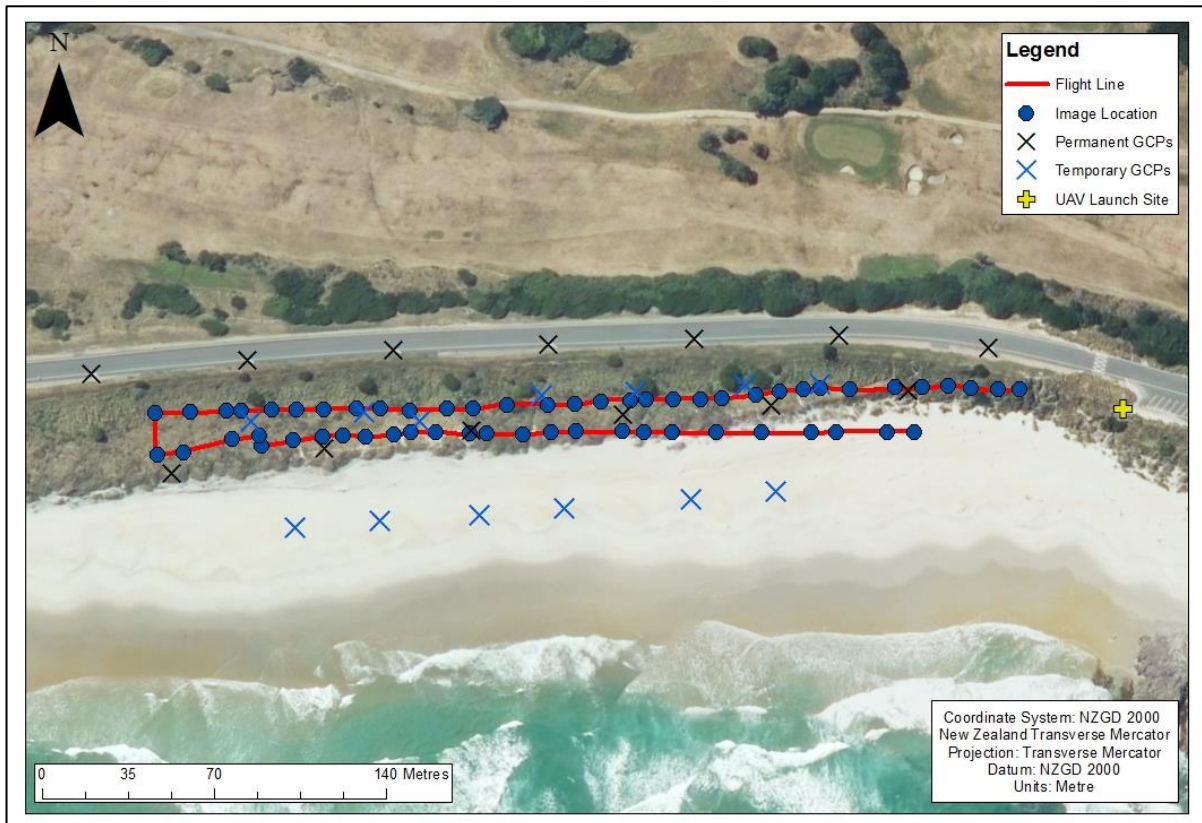 N
Legend
Flight Line
Image Location
Permanent GCPs
Temporary GCPs
UAV Launch Site
0 35 70 140 Metres
Coordinate System: NZGD 2000
New Zealand Transverse Mercator
Projection: Transverse Mercator
Datum: NZGD 2000
Units: Metre